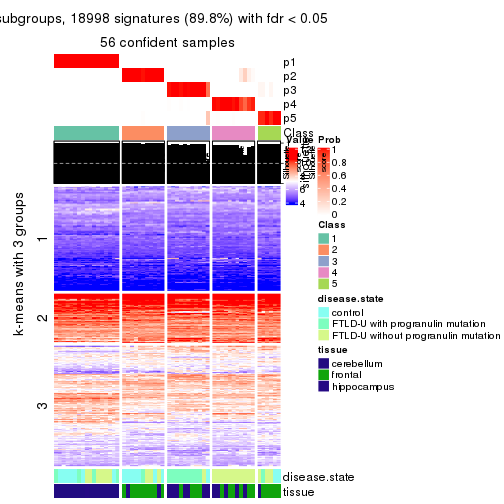 subgroups, 18998 signatures (89.8%) with fdr < 0.05
56 confident samples
p1
p2
p3
p4
p5
Class
Value
4
6
Prob
1
0.8
0.6
0.4
0.2
0
Class
1
2
3
4
5
disease.state
control
FTLD-U with progranulin mutation
FTLD-U without progranulin mutation
tissue
cerebellum
frontal
hippocampus
k-means with 3 groups
1
2
3
disease.state
tissue